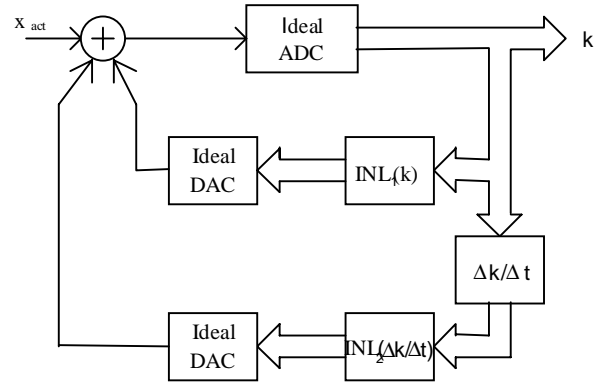 x act
Ideal
ADC
k
Ideal
DAC
INL₁(k)
Δk/Δt
Ideal
DAC
INL₂(Δk/Δt)